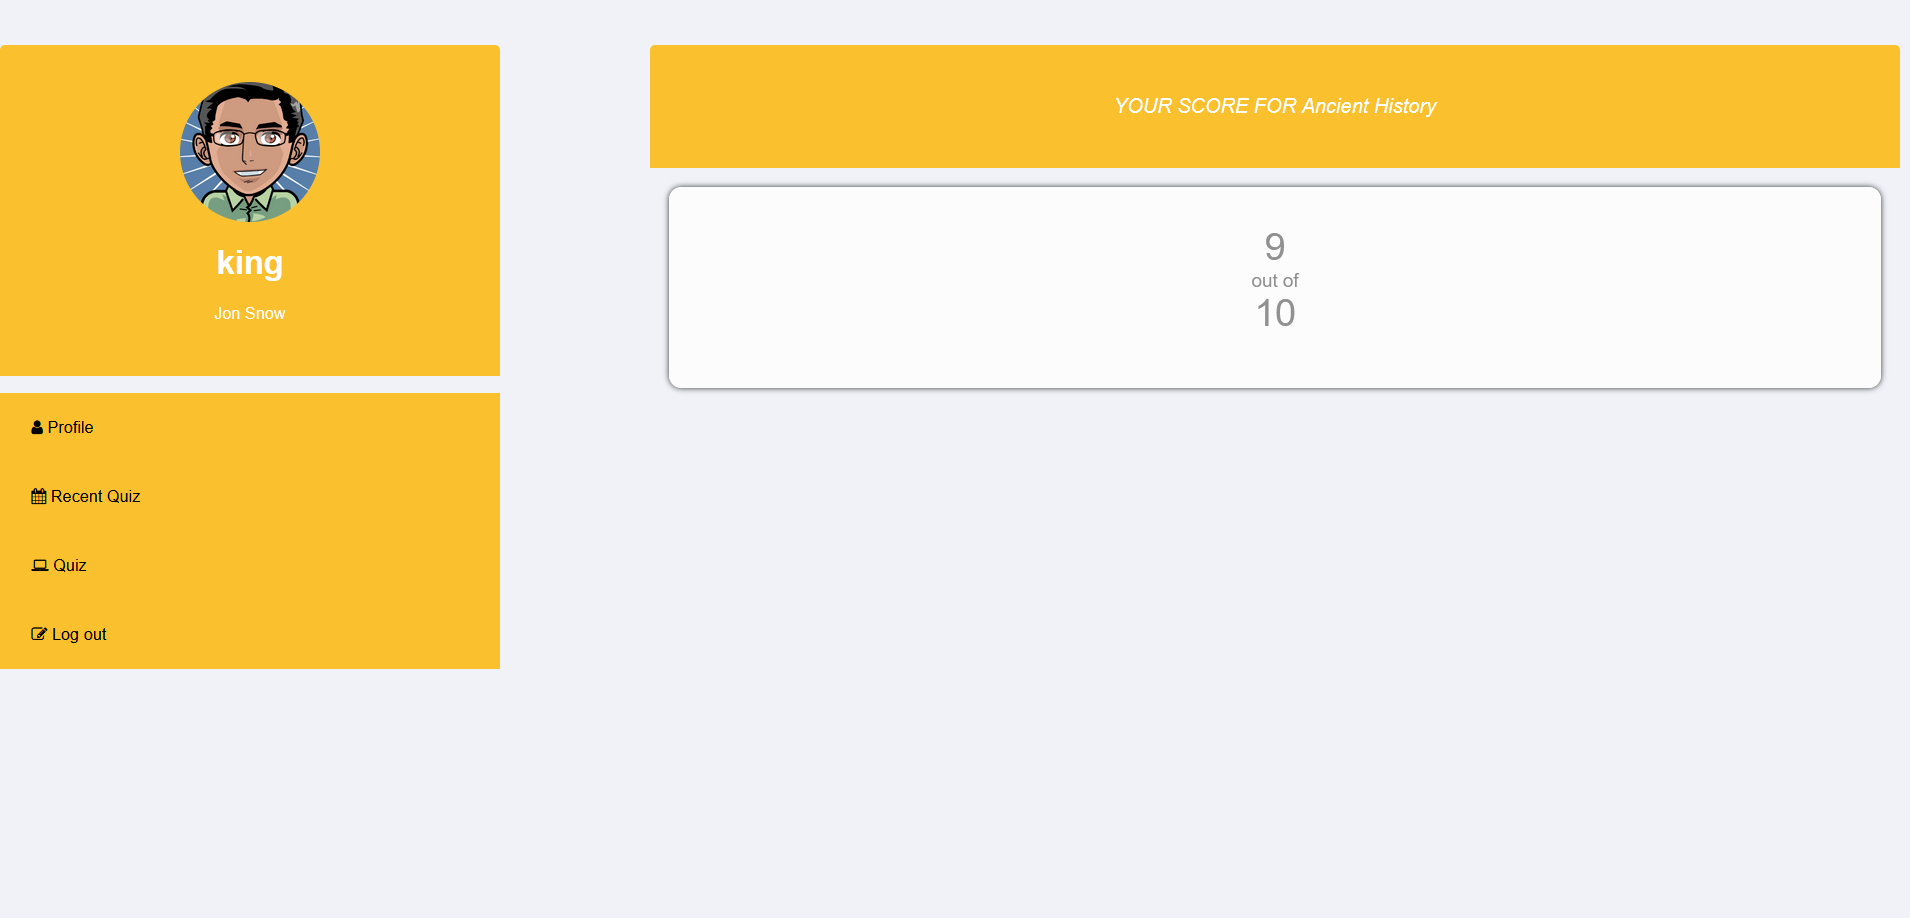 king
Jon Snow
Profile
Recent Quiz
Quiz
Log out
YOUR SCORE FOR Ancient History
9
out of
10